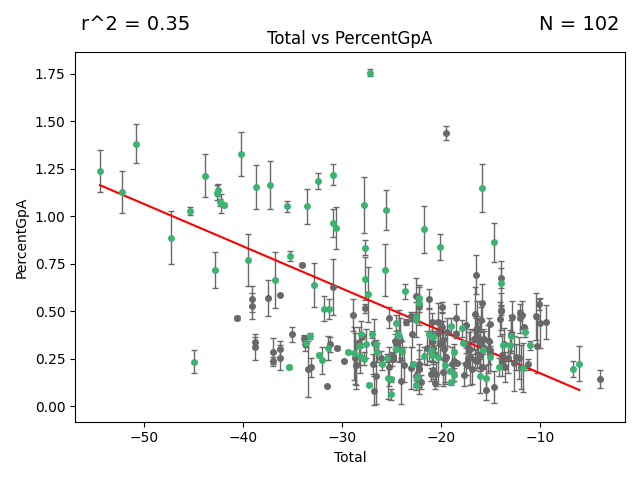 r^2 = 0.35
N = 102
Total vs PercentGpA
PercentGpA
1.75
1.50
1.25
1.00
0.75
0.50
0.25
0.00
−50
−40
−30
−20
−10
Total